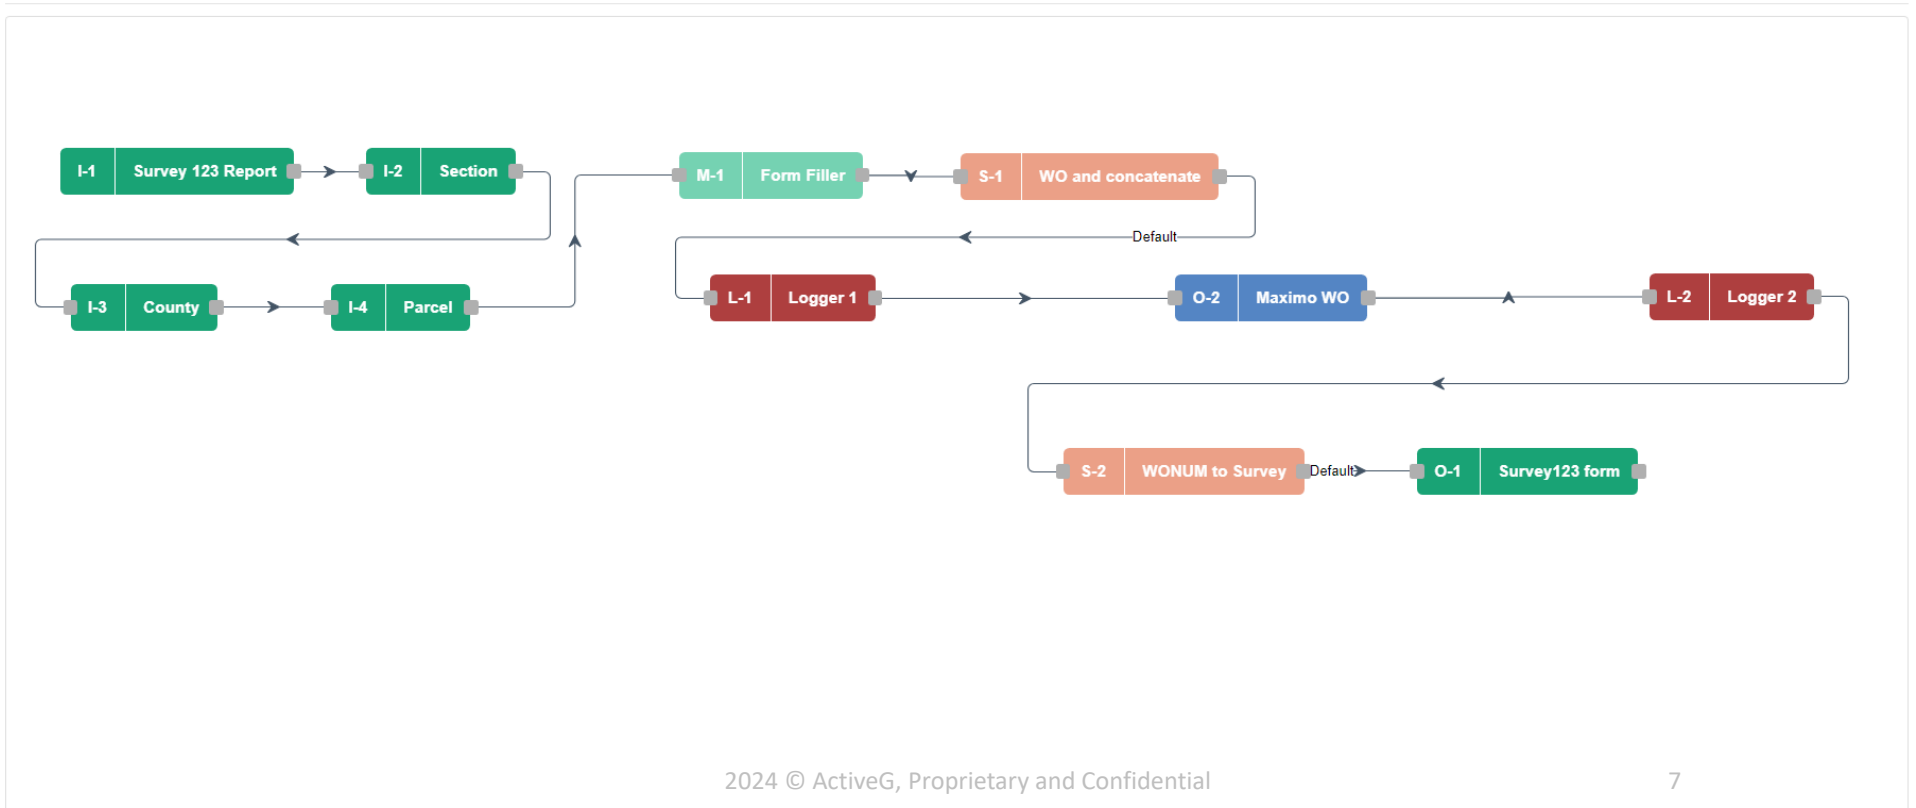 I-1 Survey 123 Report
I-2 Section
I-3 County
I-4 Parcel
M-1 Form Filler
S-1 WO and concatenate
Default
L-1 Logger 1
O-2 Maximo WO
L-2 Logger 2
S-2 WONUM to Survey
Default
O-1 Survey123 form
2024 © ActiveG, Proprietary and Confidential
7